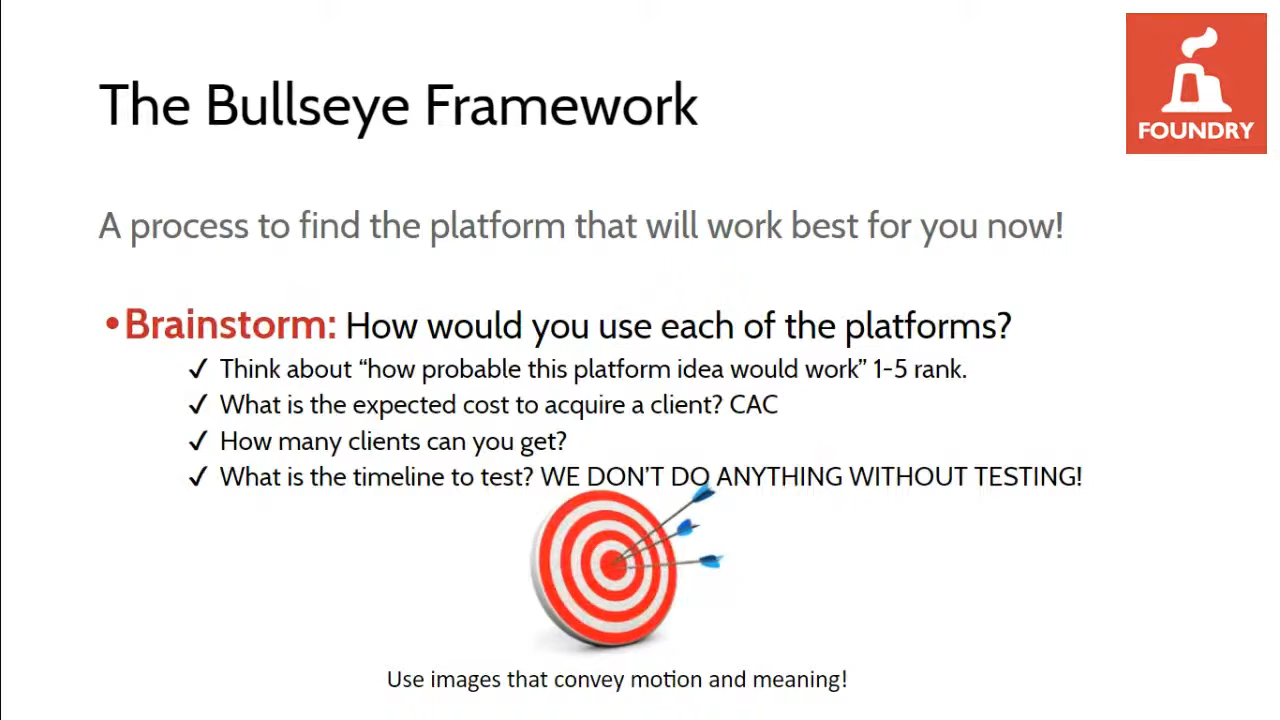 FOUNDRY
The Bullseye Framework
A process to find the platform that will work best for you now!
•Brainstorm: How would you use each of the platforms?
✓ Think about “how probable this platform idea would work” 1-5 rank.
✓ What is the expected cost to acquire a client? CAC
✓ How many clients can you get?
✓ What is the timeline to test? WE DON'T DO ANYTHING WITHOUT TESTING!
Use images that convey motion and meaning!